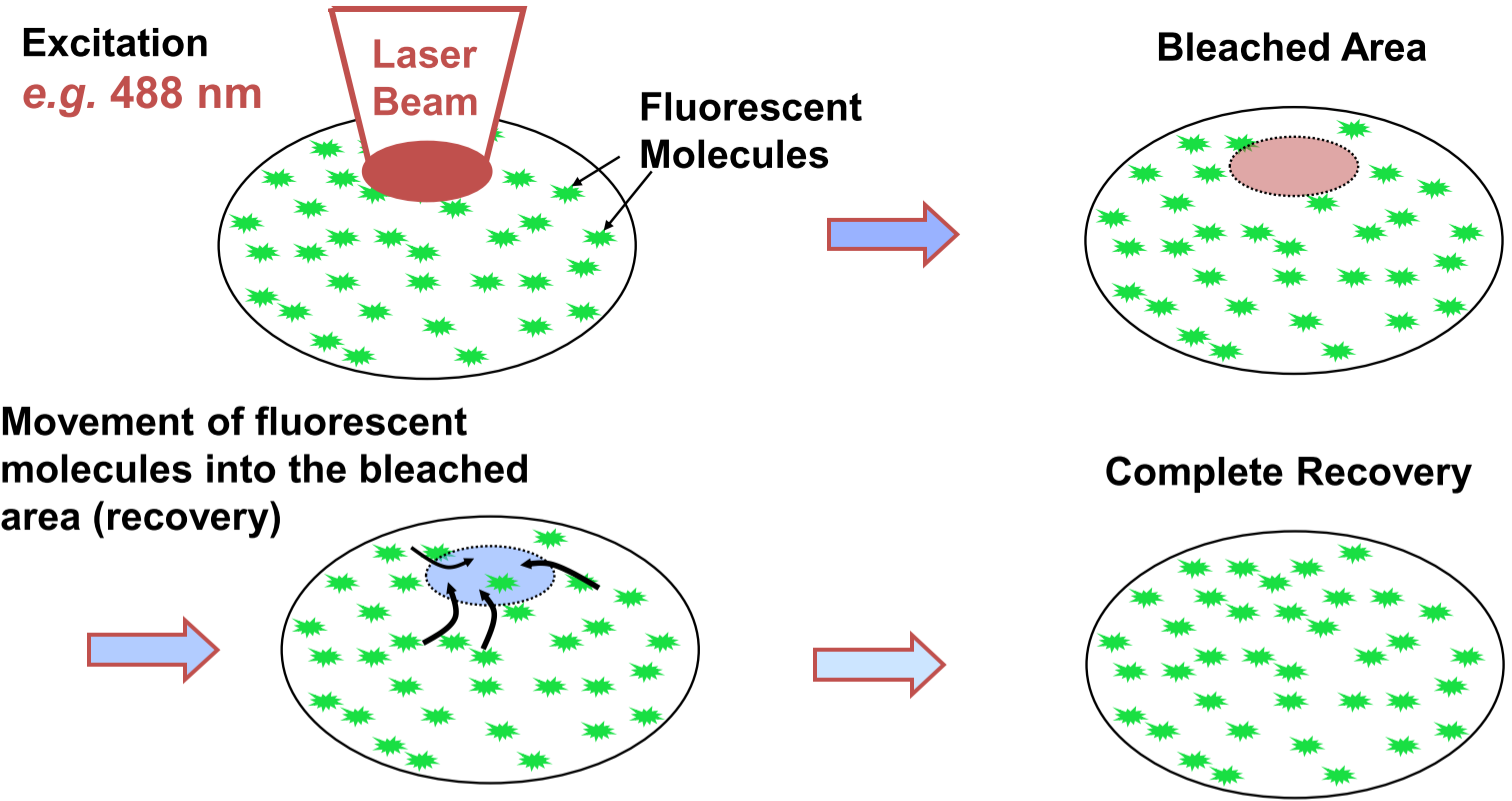 Excitation
e.g. 488 nm
Laser
Beam
Fluorescent
Molecules
Bleached Area
Movement of fluorescent
molecules into the bleached
area (recovery)
Complete Recovery